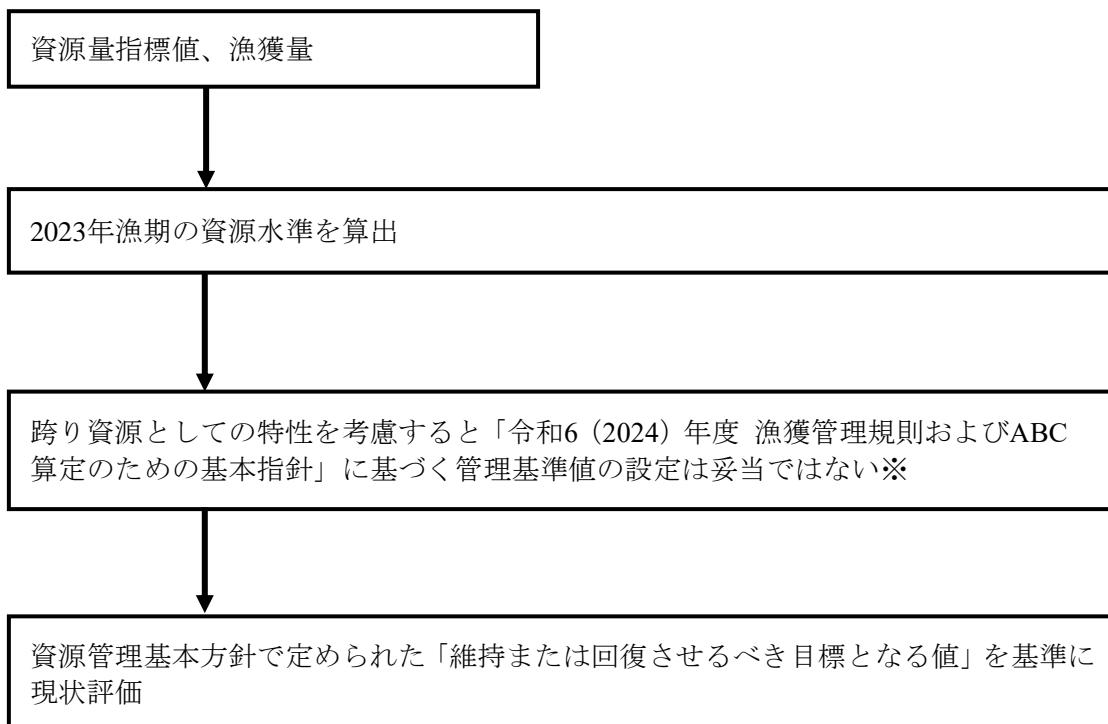 資源量指標値、漁獲量
2023年漁期の資源水準を算出
跨り資源としての特性を考慮すると「令和6（2024）年度 漁獲管理規則およびABC
算定のための基本指針」に基づく管理基準値の設定は妥当ではない※
資源管理基本方針で定められた「維持または回復させるべき目標となる値」を基準に
現状評価